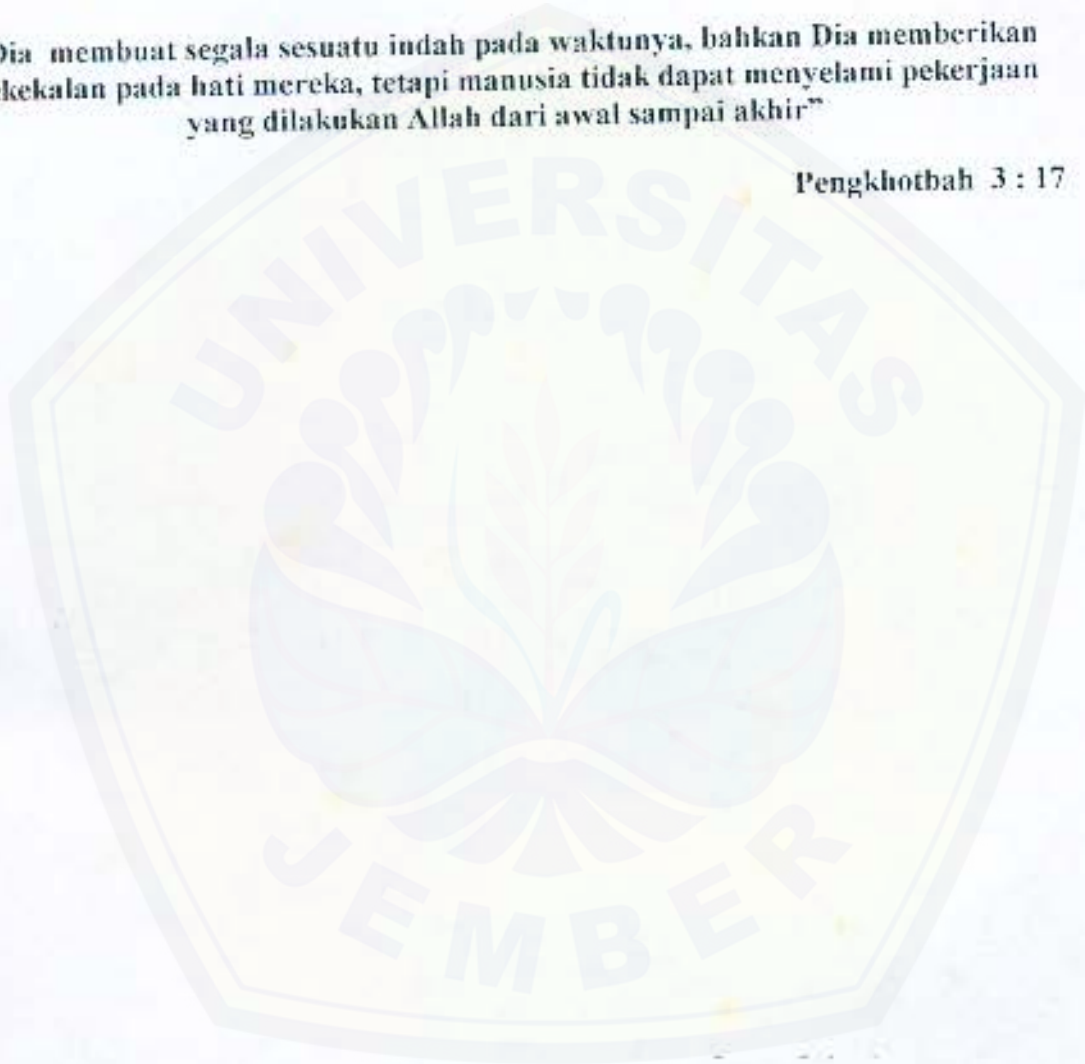 Dia membuat segala sesuatu indah pada waktunya, bahkan Dia memberikan
kekalan pada hati mereka, tetapi manusia tidak dapat menyelami pekerjaan
yang dilakukan Allah dari awal sampai akhir”
Pengkhotbah 3 : 17
UNIVERSITAS
JEMBER